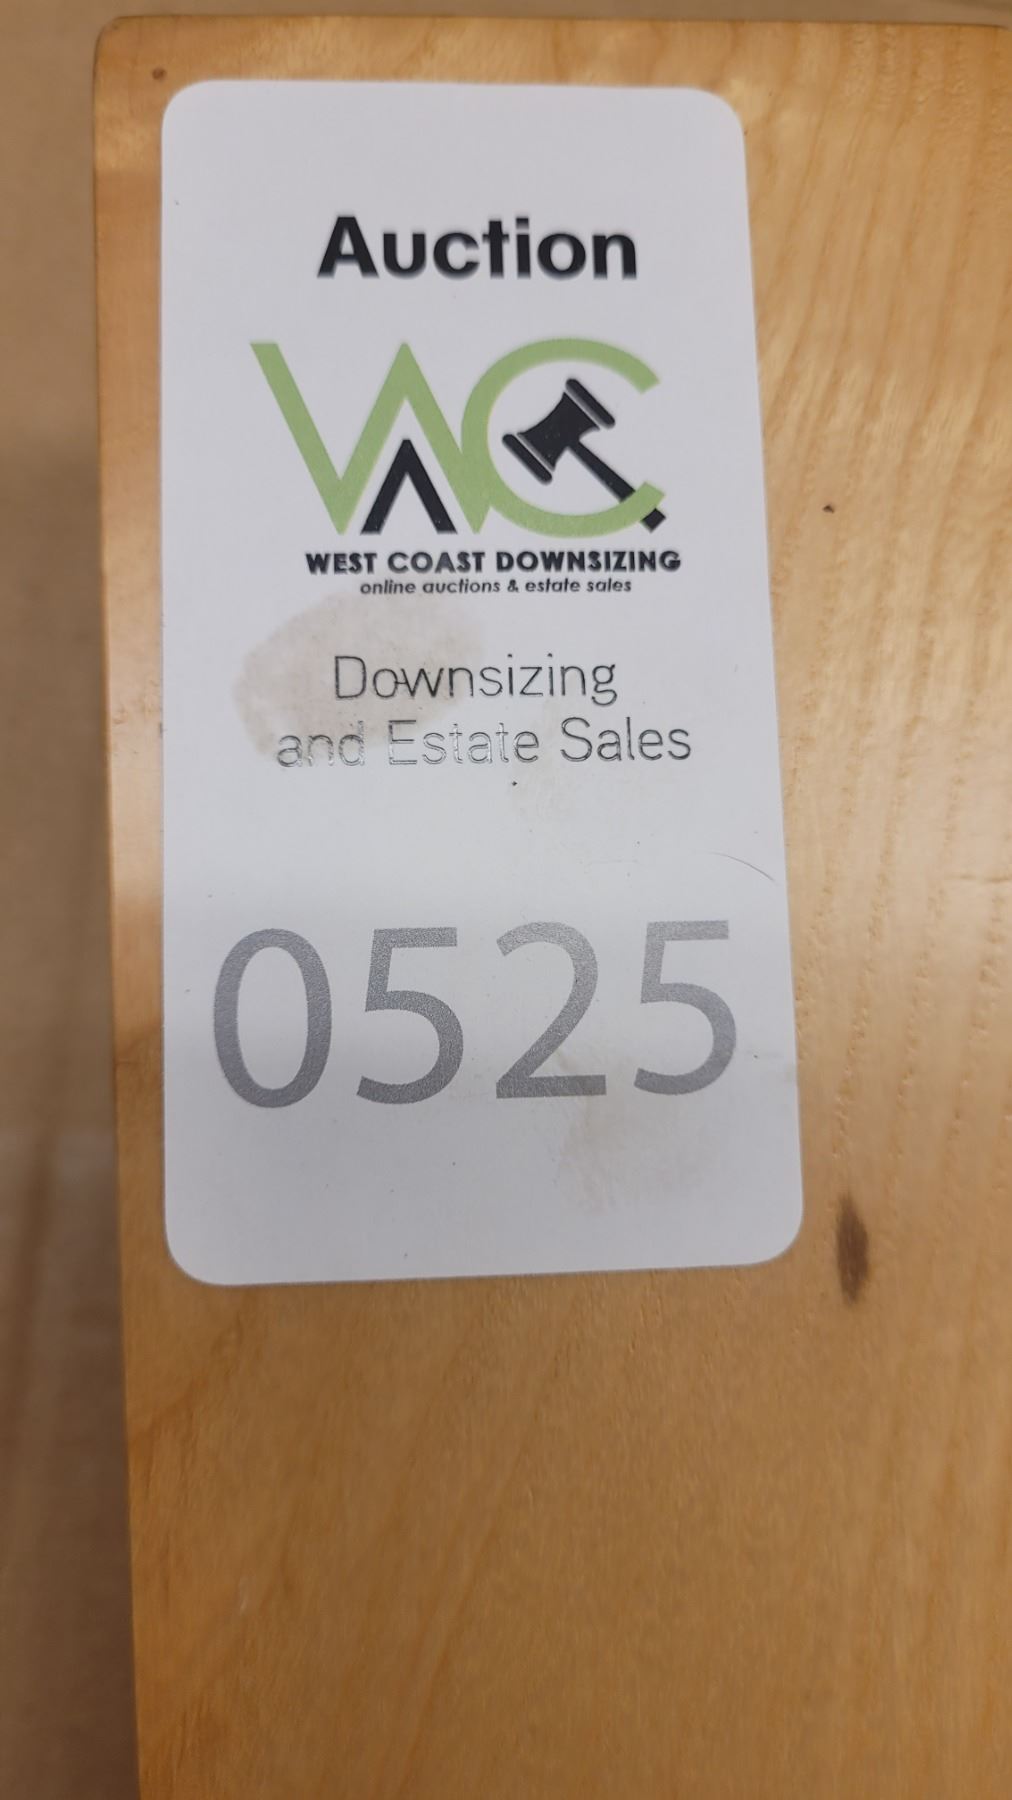 Auction
WC
WEST COAST DOWNSIZING
online auctions & estate sales
Downsizing
and Estate Sales
0525